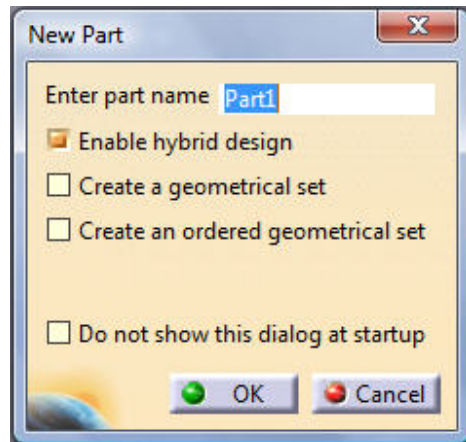 New Part
Enter part name Part1
Enable hybrid design
Create a geometrical set
Create an ordered geometrical set
Do not show this dialog at startup
OK Cancel